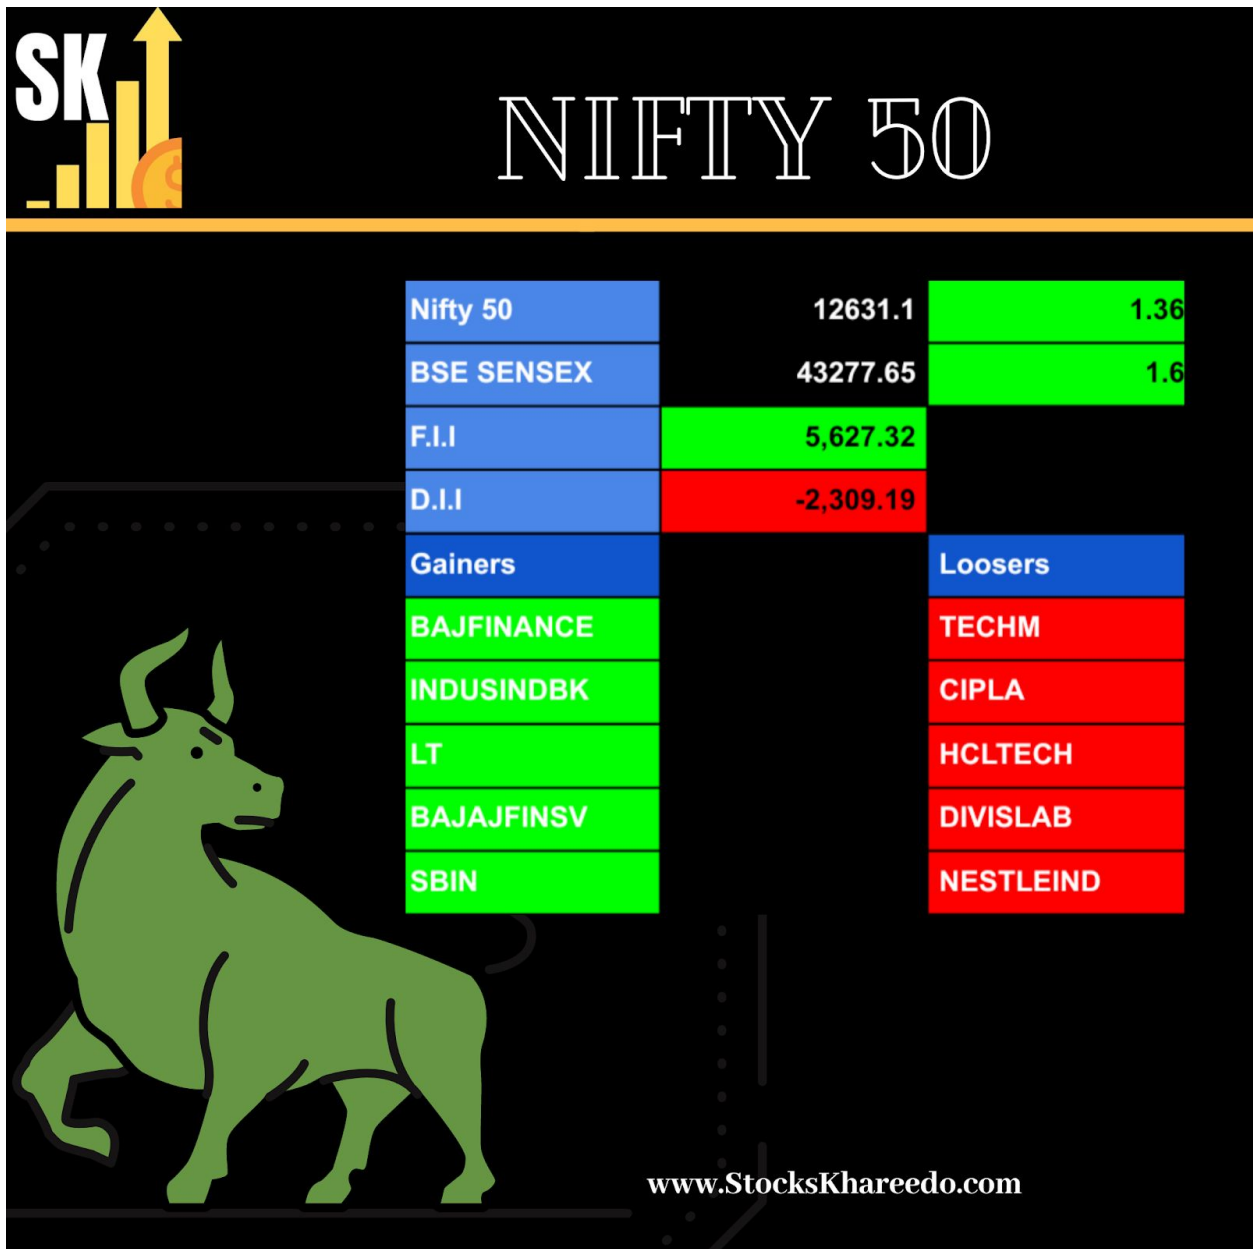 SK
NIFTY 50
Nifty 50 12631.1 1.36
BSE SENSEX 43277.65 1.6
F.I.I 5,627.32
D.I.I -2,309.19
Gainers Loosers
BAJFINANCE TECHM
INDUSINDBK CIPLA
LT HCLTECH
BAJAJFINSV DIVISLAB
SBIN NESTLEIND
www.StocksKhareedo.com